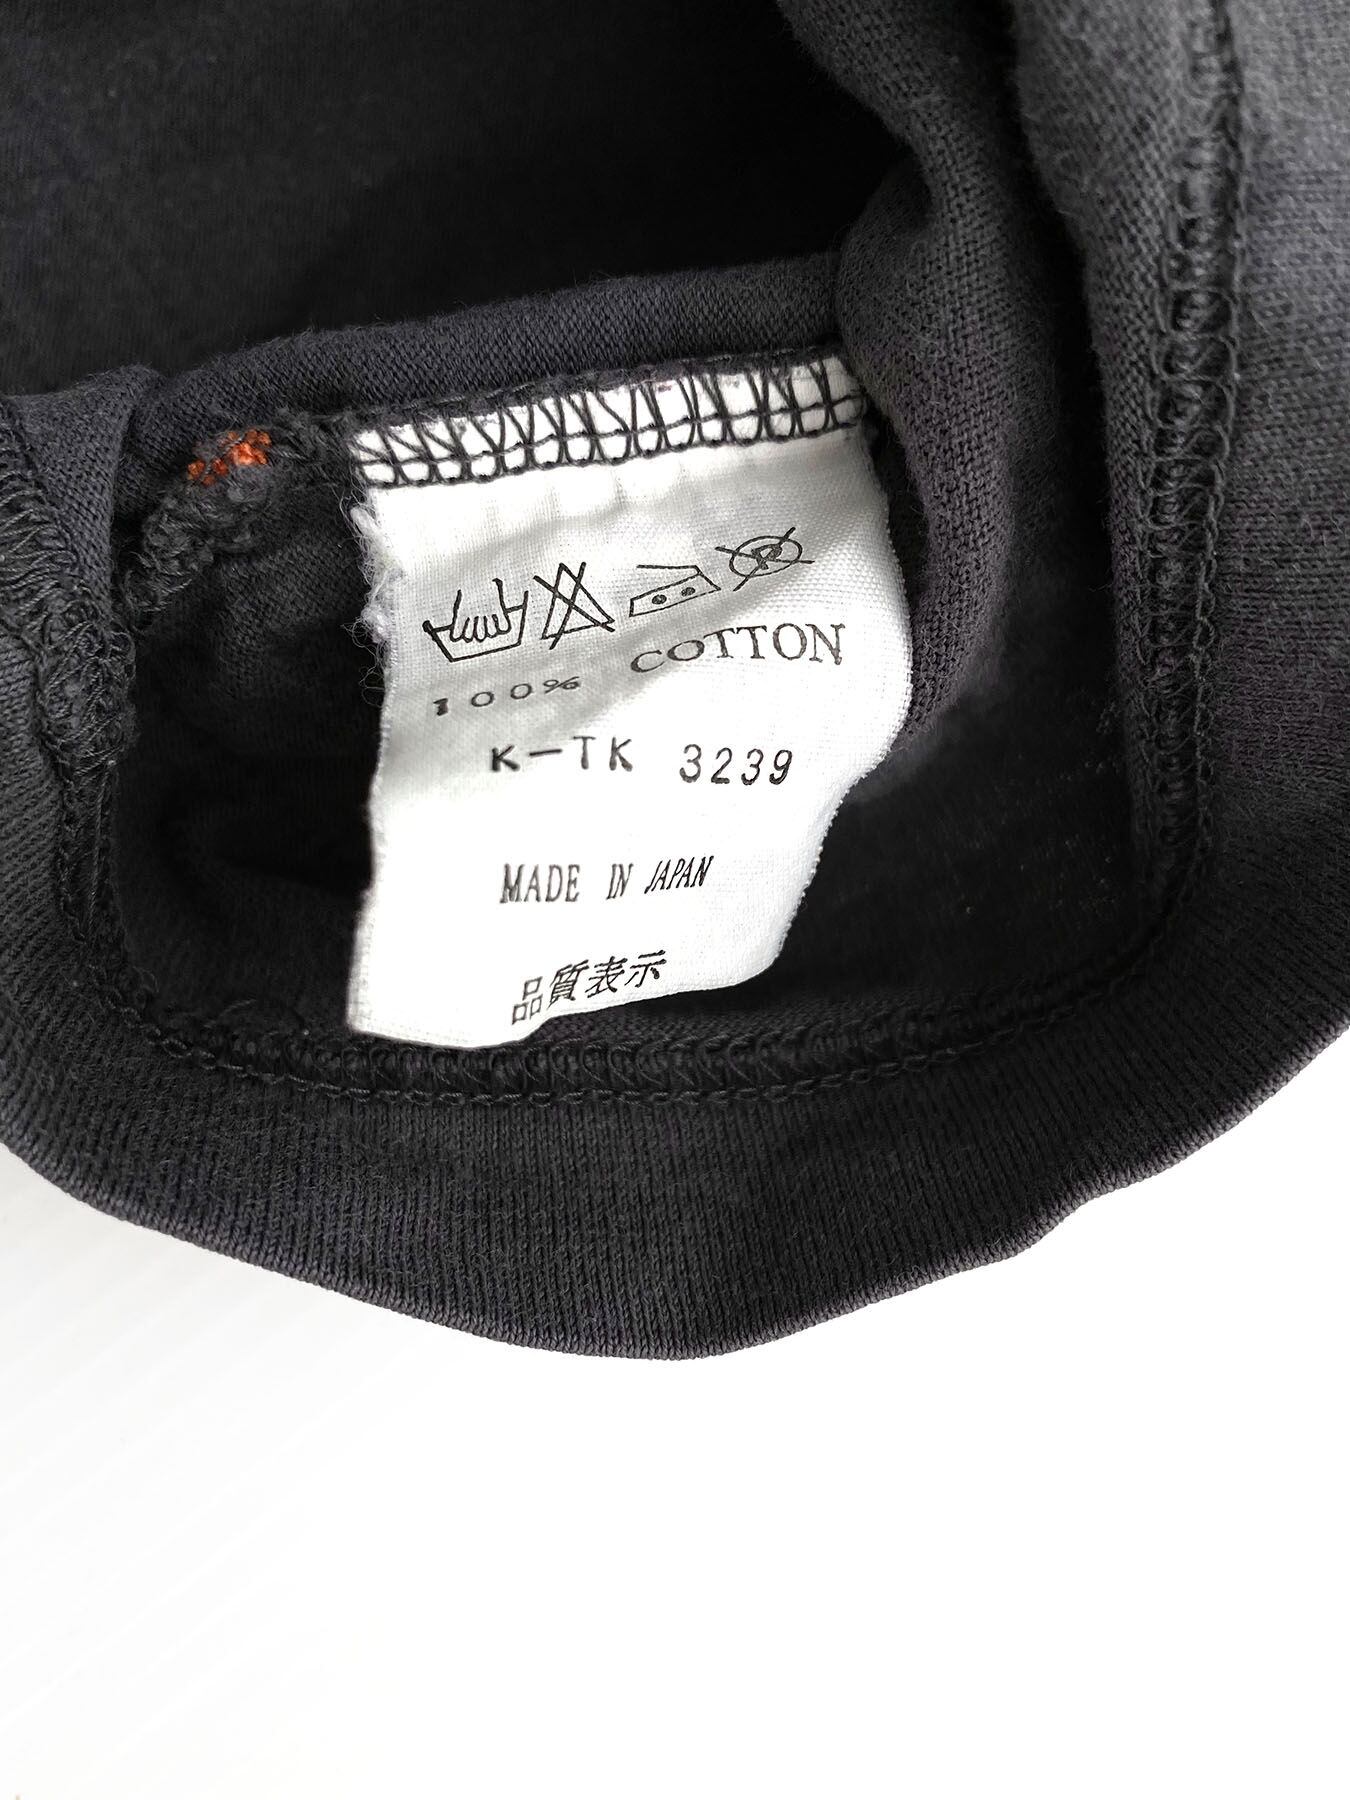 100% COTTON
K-TK 3239
MADE IN JAPAN
品質表示